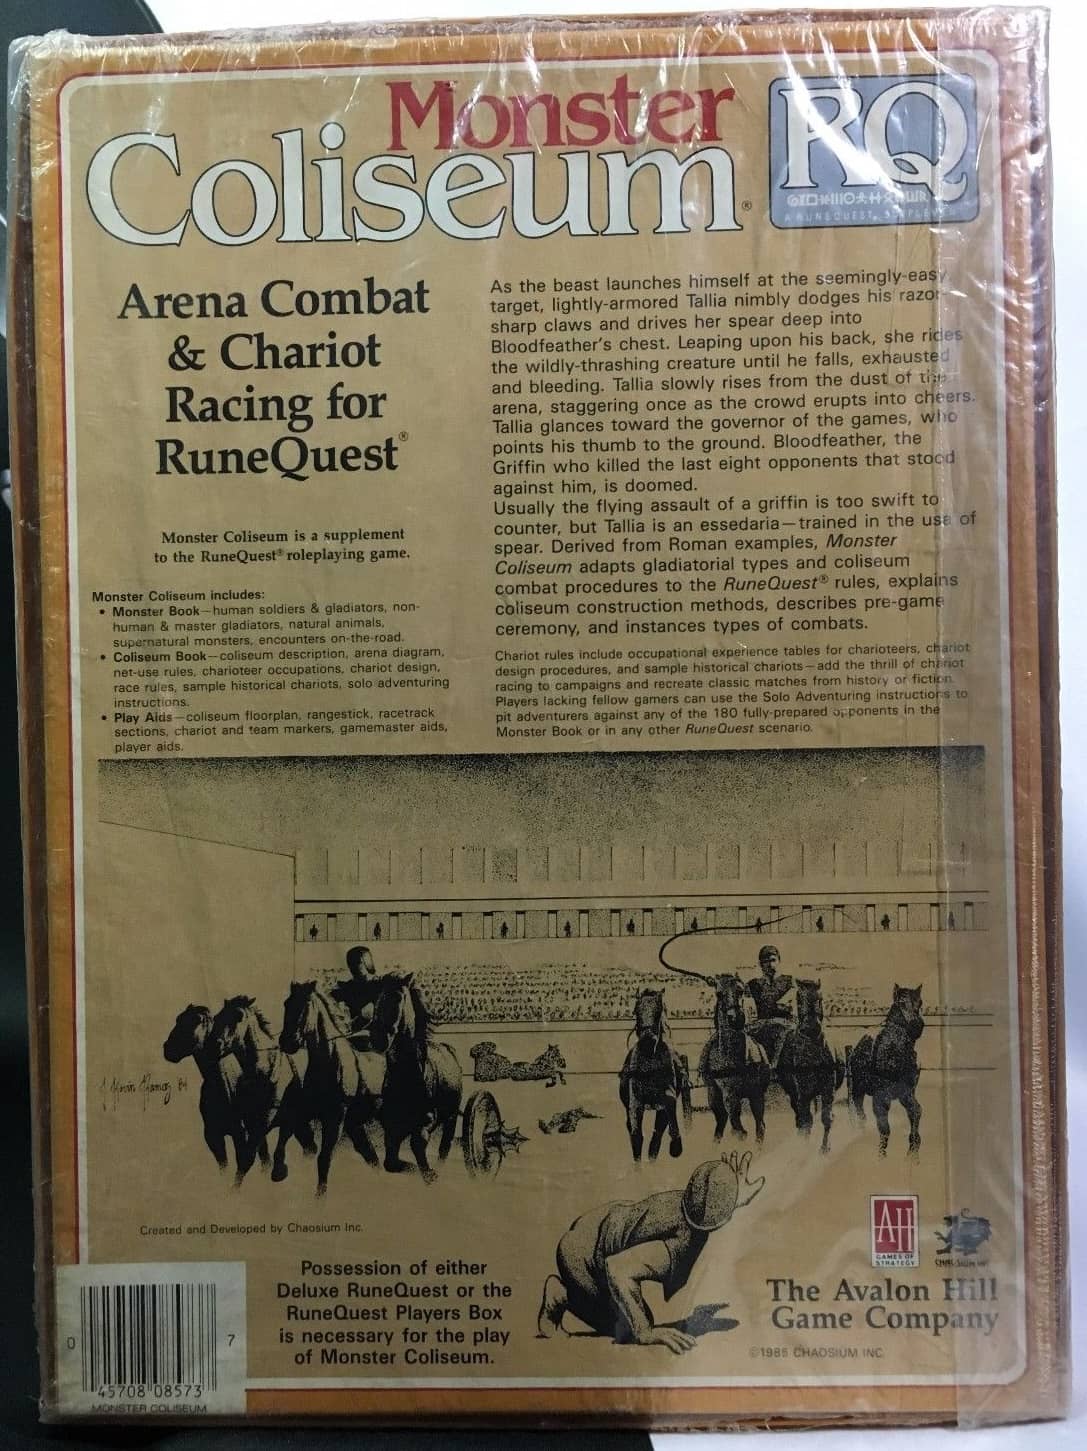 Monster
Coliseum®
RQ
A RUNEQUEST® SUPPLEMENT
Arena Combat
& Chariot
Racing for
RuneQuest®
Monster Coliseum is a supplement
to the RuneQuest® roleplaying game.
Monster Coliseum includes:
• Monster Book—human soldiers & gladiators, non-
human & master gladiators, natural animals,
supernatural monsters, encounters on-the-road.
• Coliseum Book—coliseum description, arena diagram,
net-use rules, charioteer occupations, chariot design,
race rules, sample historical chariots, solo adventuring
instructions.
• Play Aids—coliseum floorplan, rangestick, racetrack
sections, chariot and team markers, gamemaster aids,
player aids.
As the beast launches himself at the seemingly-easy
target, lightly-armored Tallia nimbly dodges his razor-
sharp claws and drives her spear deep into
Bloodfeather's chest. Leaping upon his back, she rides
the wildly-thrashing creature until he falls, exhausted
and bleeding. Tallia slowly rises from the dust of the
arena, staggering once as the crowd erupts into cheers.
Tallia glances toward the governor of the games, who
points his thumb to the ground. Bloodfeather, the
Griffin who killed the last eight opponents that stood
against him, is doomed.
Usually the flying assault of a griffin is too swift to
counter, but Tallia is an essedaria—trained in the use of
spear. Derived from Roman examples, Monster
Coliseum adapts gladiatorial types and coliseum
combat procedures to the RuneQuest® rules, explains
coliseum construction methods, describes pre-game
ceremony, and instances types of combats.
Chariot rules include occupational experience tables for charioteers, chariot
design procedures, and sample historical chariots—add the thrill of chariot
racing to campaigns and recreate classic matches from history or fiction.
Players lacking fellow gamers can use the Solo Adventuring instructions to
pit adventurers against any of the 180 fully-prepared opponents in the
Monster Book or in any other RuneQuest scenario.
84
Created and Developed by Chaosium Inc.
Possession of either
Deluxe RuneQuest or the
RuneQuest Players Box
is necessary for the play
of Monster Coliseum.
AH
GAMES OF
STRATEGY
CHAOSIUM INC
The Avalon Hill
Game Company
©1985 CHAOSIUM INC.
0 45708 08573 7
MONSTER COLISEUM